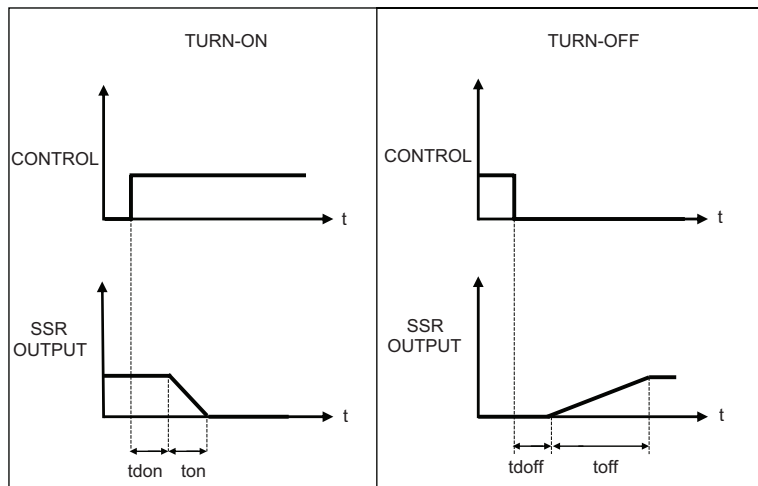 TURN-ON
CONTROL
t
SSR
OUTPUT
t
tdon
ton
TURN-OFF
CONTROL
t
SSR
OUTPUT
t
tdoff
toff